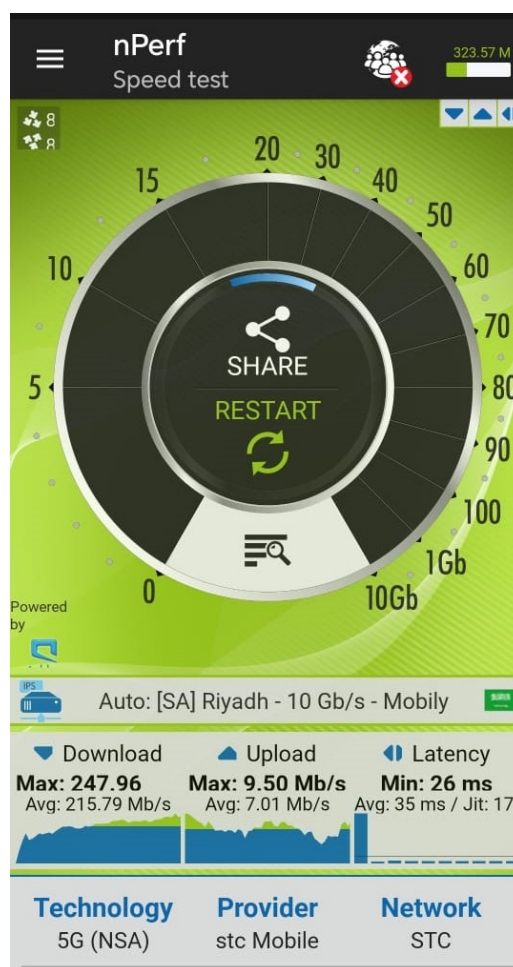 nPerf
Speed test
323.57 M
8
8
0
5
10
15
20
30
40
50
60
70
80
90
100
1Gb
10Gb
SHARE
RESTART
Powered
by
IPS
Auto: [SA] Riyadh - 10 Gb/s - Mobily
Download Upload Latency
Max: 247.96 Max: 9.50 Mb/s Min: 26 ms
Avg: 215.79 Mb/s Avg: 7.01 Mb/s Avg: 35 ms / Jit: 17
Technology Provider Network
5G (NSA) stc Mobile STC